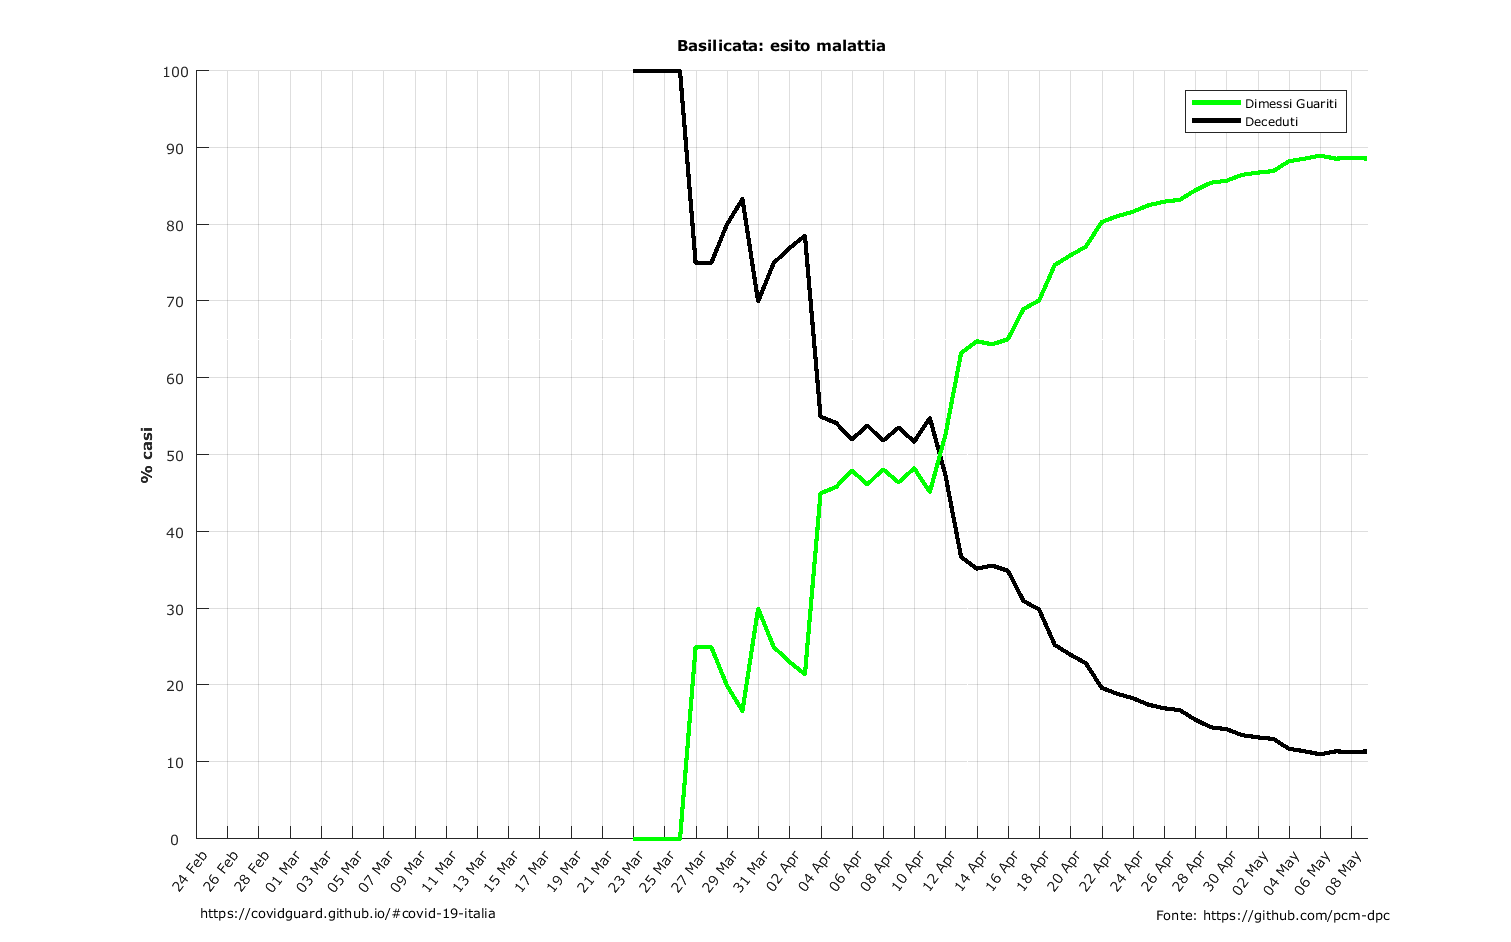 Basilicata: esito malattia
Dimessi Guariti
Deceduti
% casi
100
90
80
70
60
50
40
30
20
10
0
24 Feb
26 Feb
28 Feb
01 Mar
03 Mar
05 Mar
07 Mar
09 Mar
11 Mar
13 Mar
15 Mar
17 Mar
19 Mar
21 Mar
23 Mar
25 Mar
27 Mar
29 Mar
31 Mar
02 Apr
04 Apr
06 Apr
08 Apr
10 Apr
12 Apr
14 Apr
16 Apr
18 Apr
20 Apr
22 Apr
24 Apr
26 Apr
28 Apr
30 Apr
02 May
04 May
06 May
08 May
https://covidguard.github.io/#covid-19-italia
Fonte: https://github.com/pcm-dpc